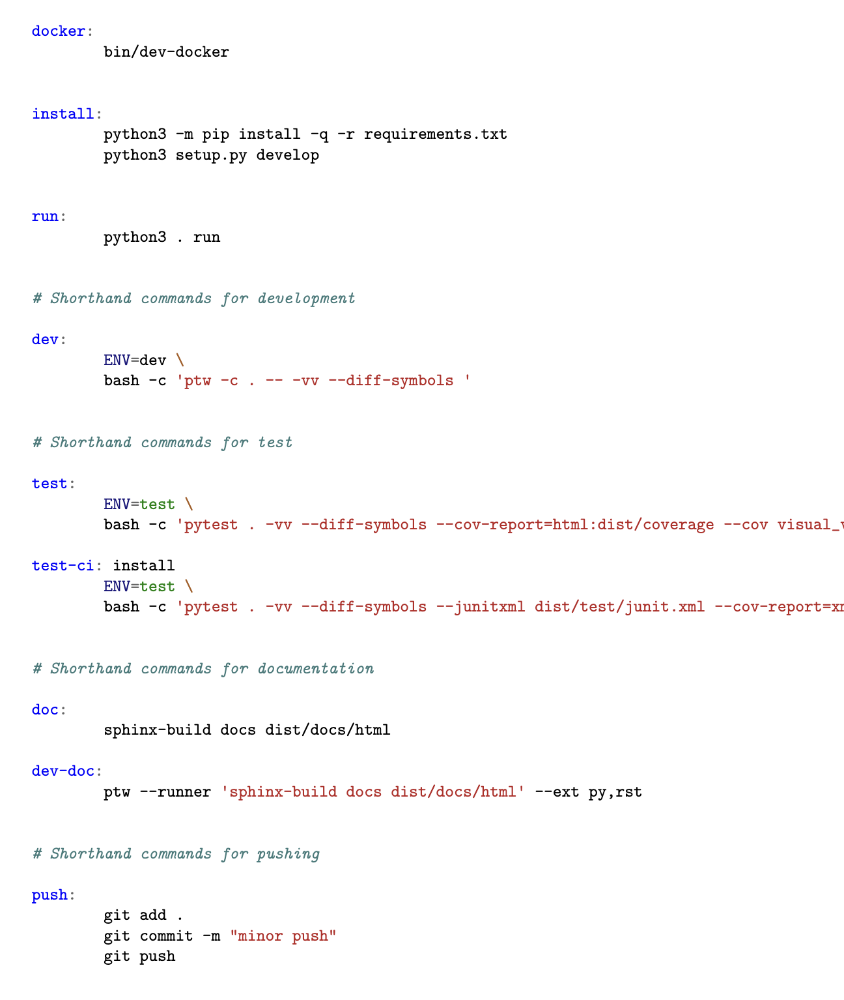 docker:
bin/dev-docker
install:
python3 -m pip install -q -r requirements.txt
python3 setup.py develop
run:
python3 . run
# Shorthand commands for development
dev:
ENV=dev \
bash -c 'ptw -c . -- -vv --diff-symbols '
# Shorthand commands for test
test:
ENV=test \
bash -c 'pytest . -vv --diff-symbols --cov-report=html:dist/coverage --cov
test-ci: install
ENV=test \
bash -c 'pytest . -vv --diff-symbols --junitxml dist/test/junit.xml
# Shorthand commands for documentation
doc:
sphinx-build docs dist/docs/html
dev-doc:
ptw --runner 'sphinx-build docs dist/docs/html' --ext py,rst
# Shorthand commands for pushing
push:
git add .
git commit -m "minor push"
git push